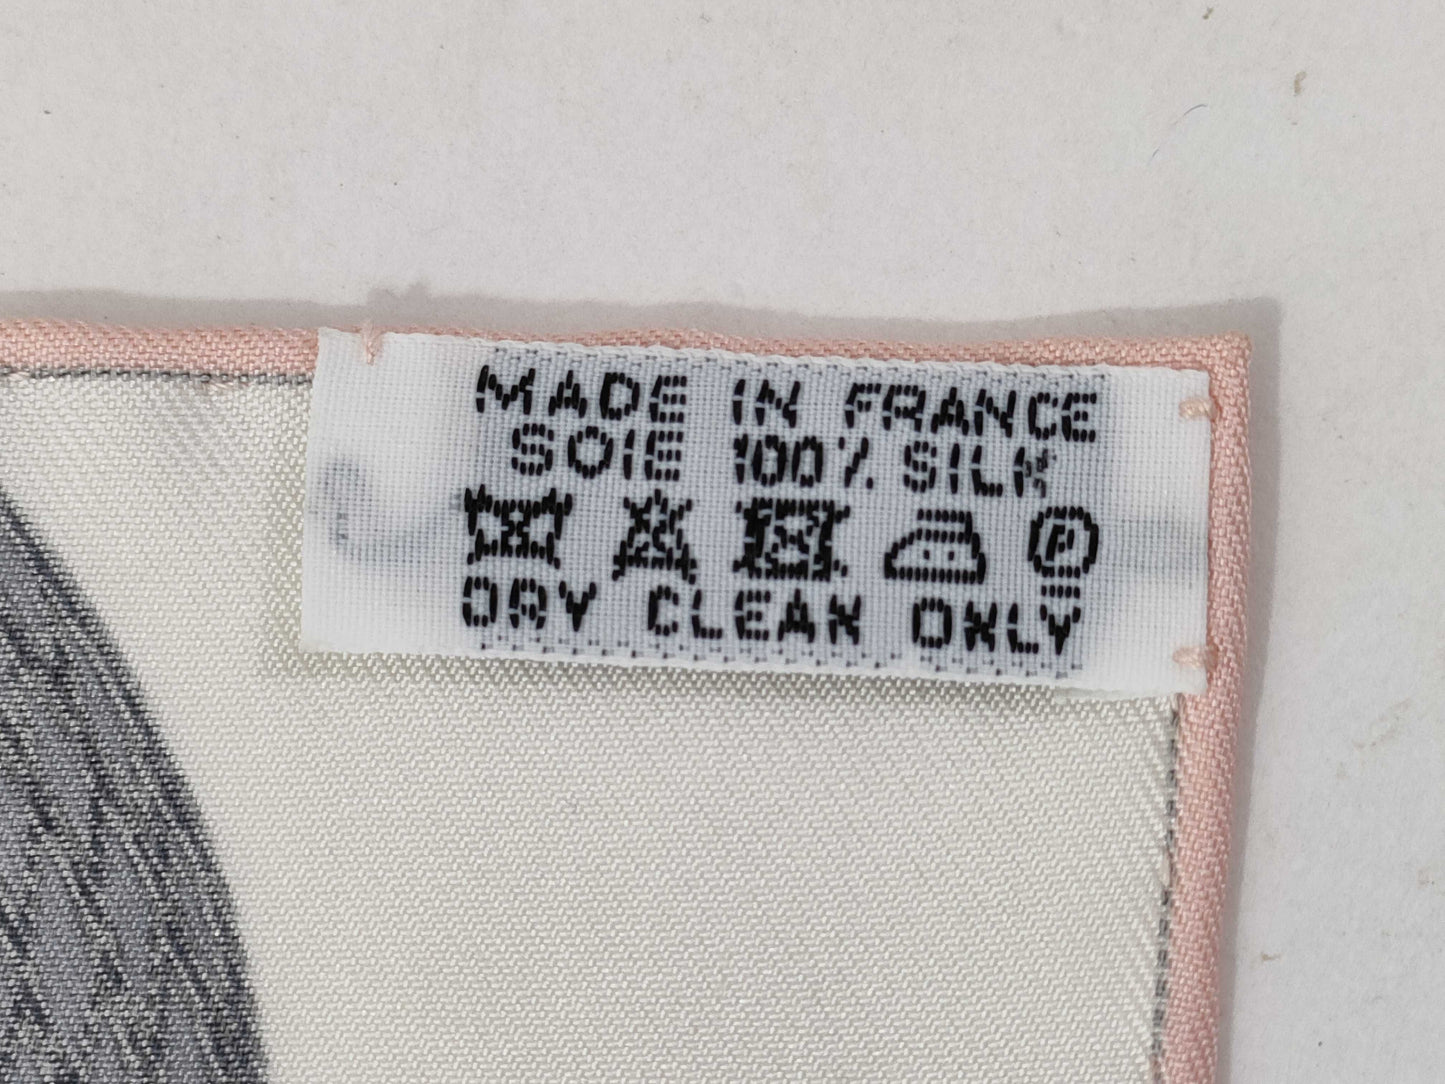 MADE IN FRANCE
SOIE 100% SILK
P
DRY CLEAN ONLY